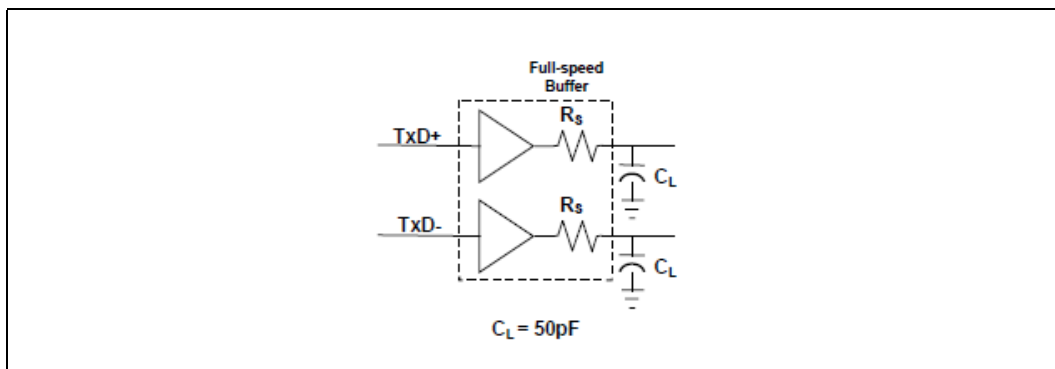 Full-speed
Buffer
Rs
TxD+
CL
Rs
TxD-
CL
CL = 50pF